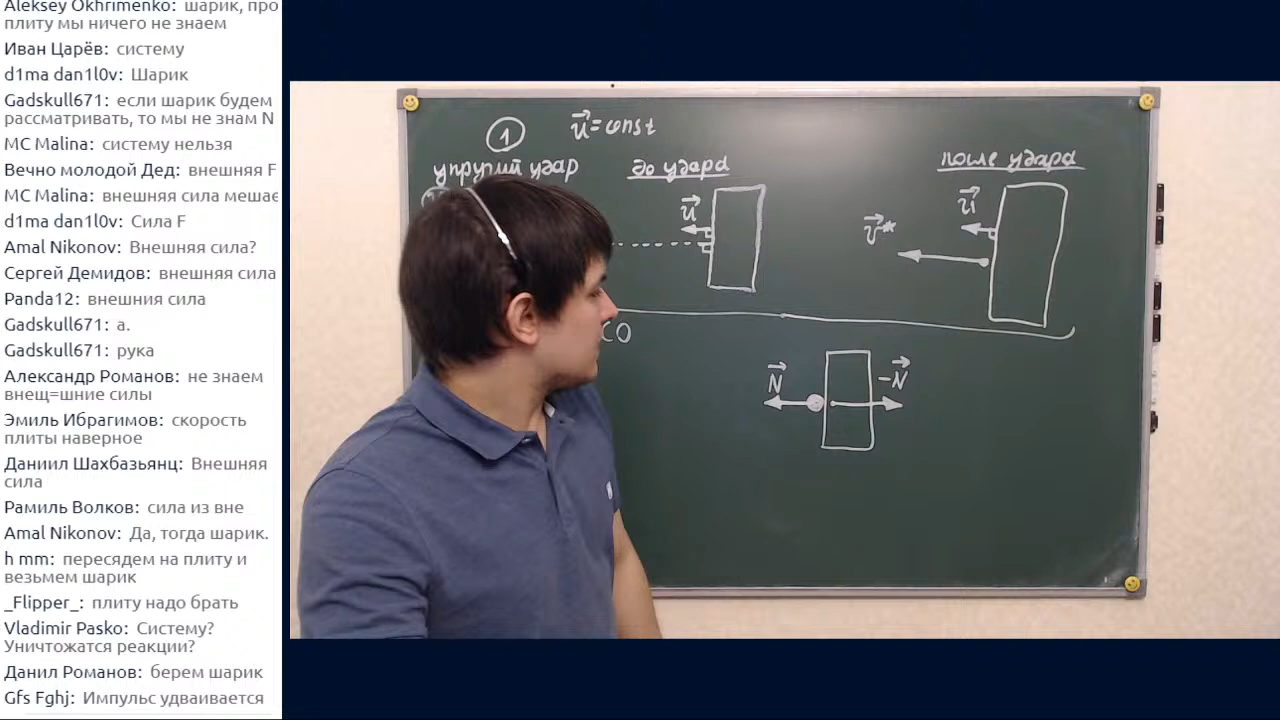 Aleksey Okhrimenko: шарик, про
плиту мы ничего не знаем
Иван Царёв: систему
d1ma dan1l0v: Шарик
Gadskull671: если шарик будем
рассматривать, то мы не знам N
MC Malina: систему нельзя
Вечно молодой Дед: внешняя F
MC Malina: внешняя сила мешае
d1ma dan1l0v: Сила F
Amal Nikonov: Внешняя сила?
Сергей Демидов: внешняя сила
Panda12: внешния сила
Gadskull671: а.
Gadskull671: рука
Александр Романов: не знаем
внещ=шние силы
Эмиль Ибрагимов: скорость
плиты наверное
Даниил Шахбазьянц: Внешняя
сила
Рамиль Волков: сила из вне
Amal Nikonov: Да, тогда шарик.
h mm: пересядем на плиту и
везьмем шарик
_Flipper_: плиту надо брать
Vladimir Pasko: Систему?
Уничтожатся реакции?
Данил Романов: берем шарик
Gfs Fghj: Импульс удваивается
1
u⃗ = const
упругий удар
до удара
после удара
u⃗
u⃗
v⃗*
СО
N⃗
-N⃗